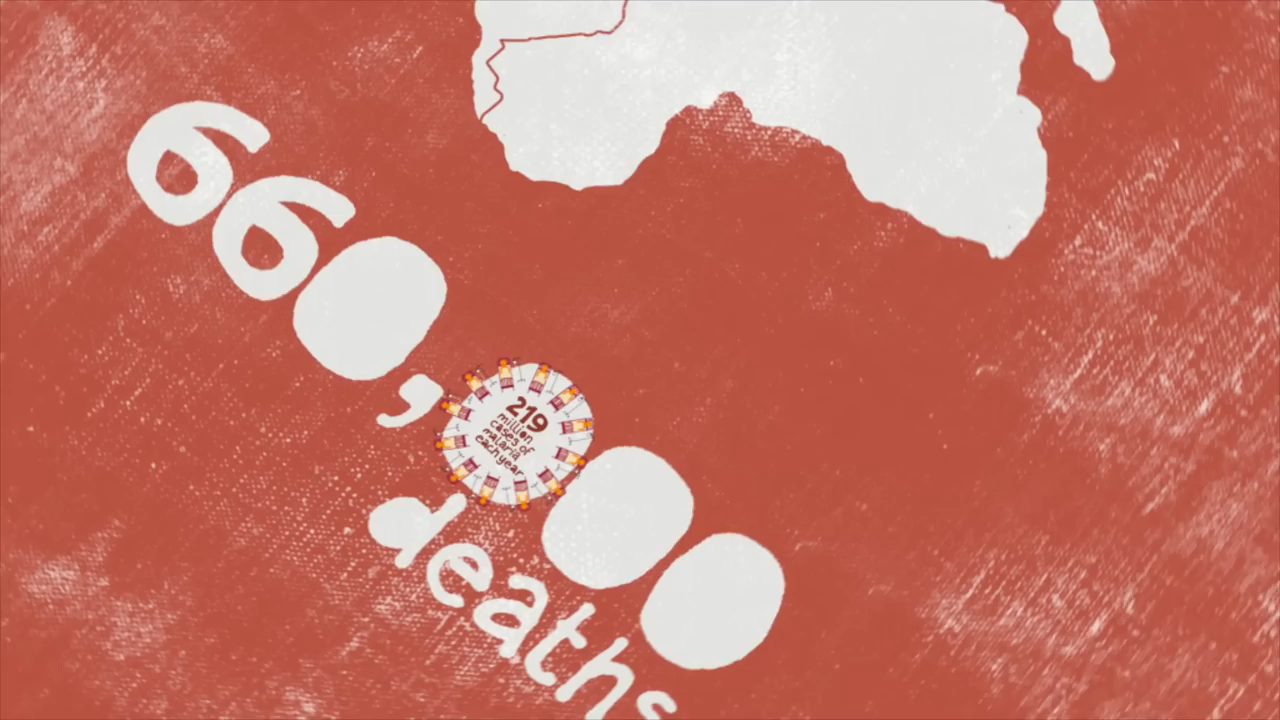 660,000
deaths
219
million
cases of
malaria
each year